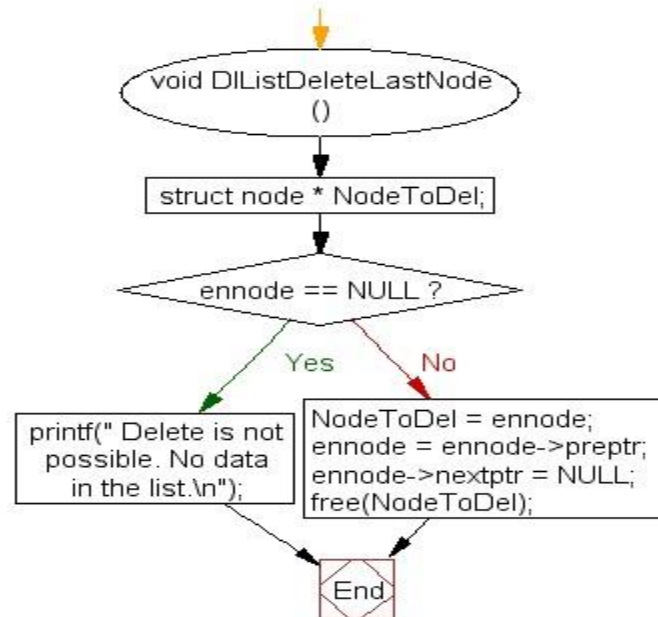 void DlListDeleteLastNode
()
struct node * NodeToDel;
ennode == NULL ?
Yes
No
printf(" Delete is not
possible. No data
in the list.\n");
NodeToDel = ennode;
ennode = ennode->preptr;
ennode->nextptr = NULL;
free(NodeToDel);
End